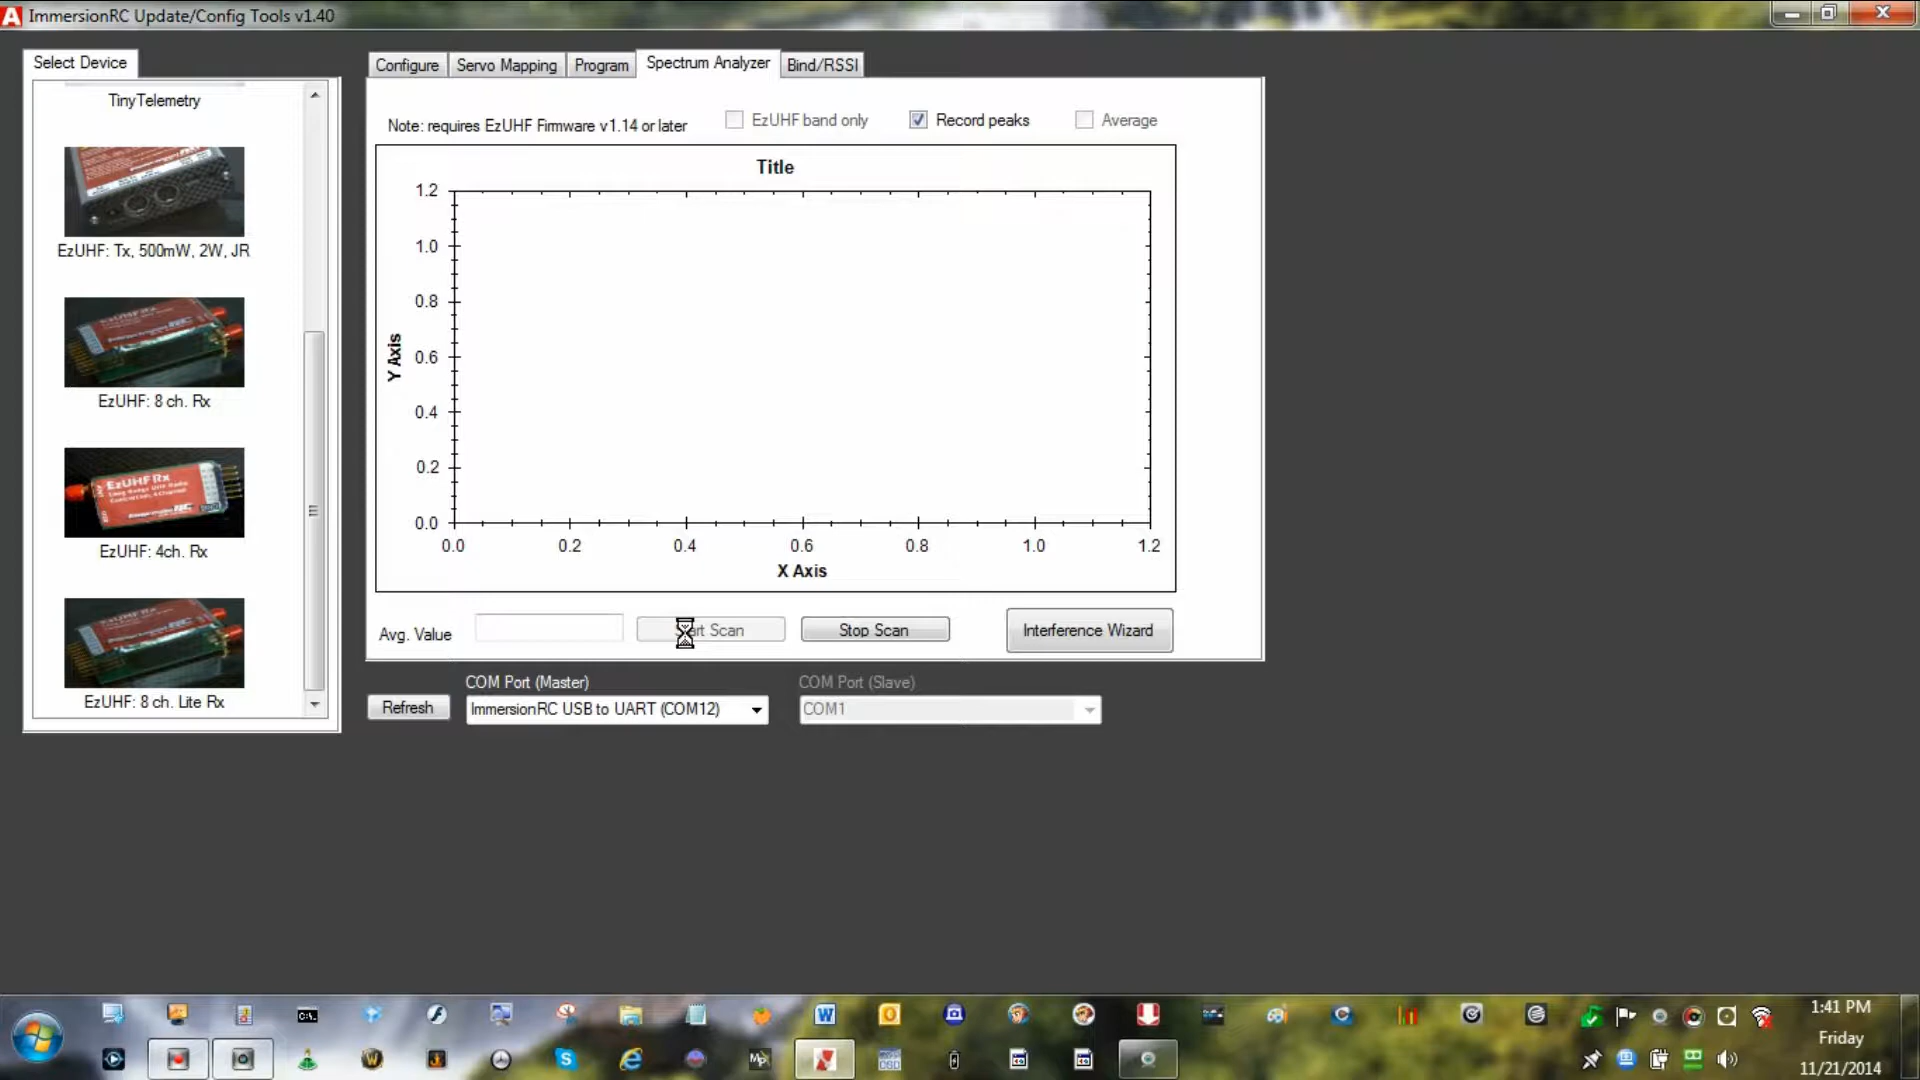 ImmersionRC Update/Config Tools v1.40
Select Device
TinyTelemetry
EzUHF: Tx, 500mW, 2W, JR
EzUHF: 8 ch. Rx
EzUHF Rx
EzUHF: 4ch. Rx
EzUHF: 8 ch. Lite Rx
Configure
Servo Mapping
Program
Spectrum Analyzer
Bind/RSSI
Note: requires EzUHF Firmware v1.14 or later
EzUHF band only
Record peaks
Average
Title
1.2
1.0
0.8
0.6
0.4
0.2
0.0
Y Axis
0.0 0.2 0.4 0.6 0.8 1.0 1.2
X Axis
Avg. Value
Scan
Stop Scan
Interference Wizard
COM Port (Master)
COM Port (Slave)
Refresh
ImmersionRC USB to UART (COM12)
COM1
1:41 PM
Friday
11/21/2014